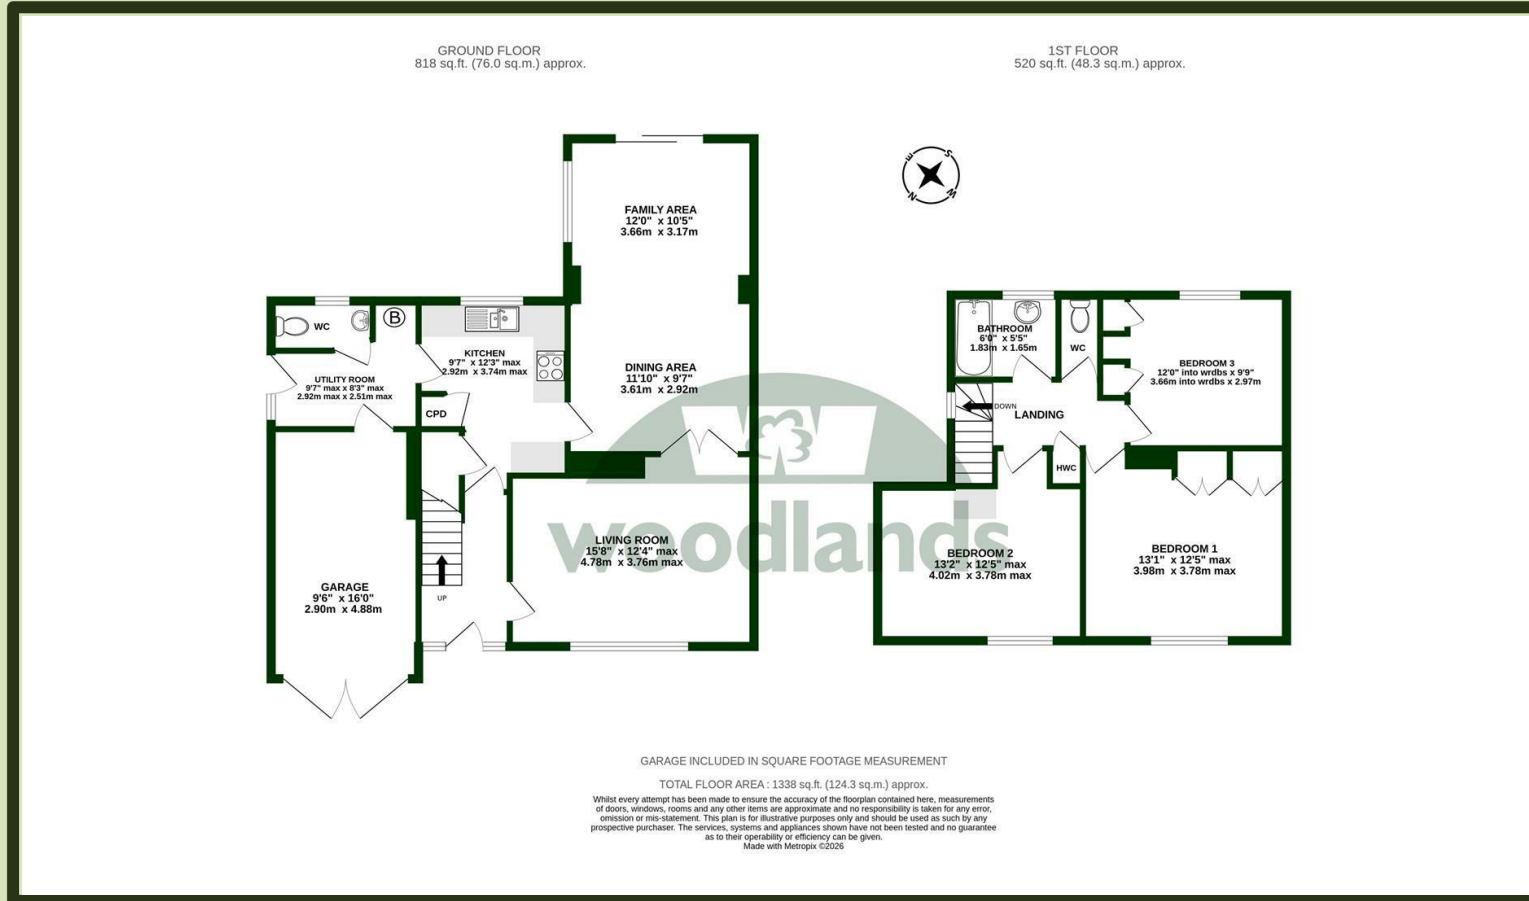 GROUND FLOOR
818 sq.ft. (76.0 sq.m.) approx.
1ST FLOOR
520 sq.ft. (48.3 sq.m.) approx.
E
S
N
W
FAMILY AREA
12'0" x 10'5"
3.66m x 3.17m
WC
B
KITCHEN
9'7" x 12'3" max
2.92m x 3.74m max
UTILITY ROOM
9'7" max x 8'3" max
2.92m max x 2.51m max
CPD
DINING AREA
11'10" x 9'7"
3.61m x 2.92m
LIVING ROOM
15'8" x 12'4" max
4.78m x 3.76m max
GARAGE
9'6" x 16'0"
2.90m x 4.88m
UP
woodlands
BATHROOM
6'0" x 5'5"
1.83m x 1.65m
WC
BEDROOM 3
12'0" into wrdbs x 9'9"
3.66m into wrdbs x 2.97m
DOWN
LANDING
HWC
BEDROOM 2
13'2" x 12'5" max
4.02m x 3.78m max
BEDROOM 1
13'1" x 12'5" max
3.98m x 3.78m max
GARAGE INCLUDED IN SQUARE FOOTAGE MEASUREMENT
TOTAL FLOOR AREA : 1338 sq.ft. (124.3 sq.m.) approx.
Whilst every attempt has been made to ensure the accuracy of the floorplan contained here, measurements
of doors, windows, rooms and any other items are approximate and no responsibility is taken for any error,
omission or mis-statement. This plan is for illustrative purposes only and should be used as such by any
prospective purchaser. The services, systems and appliances shown have not been tested and no guarantee
as to their operability or efficiency can be given.
Made with Metropix ©2026